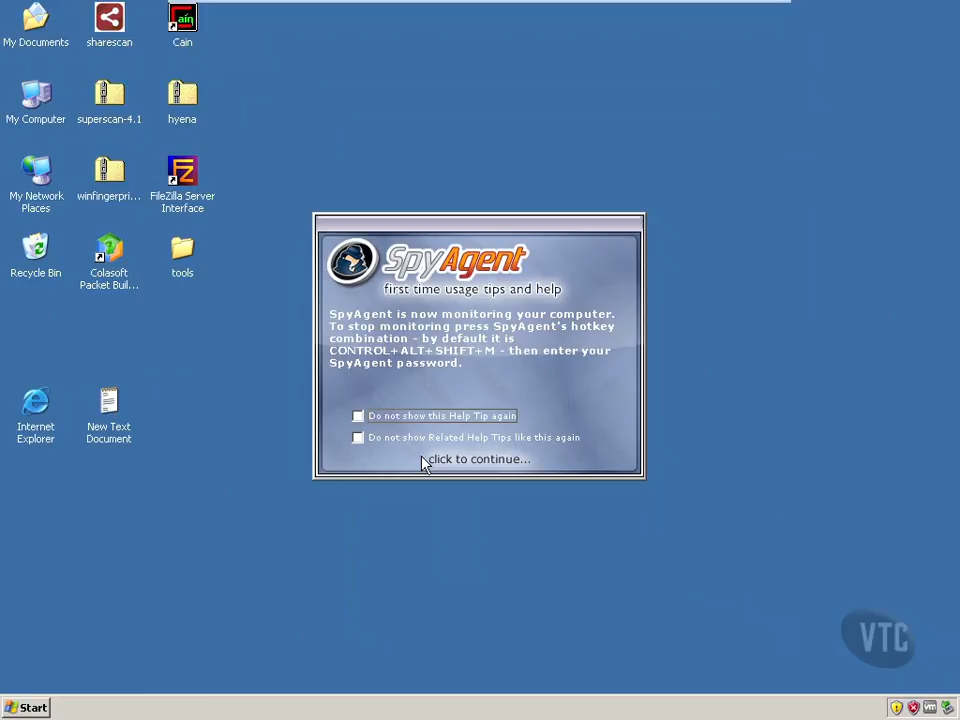 My Documents
sharescan
Cain
My Computer
superscan-4.1
hyena
My Network
Places
winfingerpri...
FileZilla Server
Interface
Recycle Bin
Colasoft
Packet Buil...
tools
Internet
Explorer
New Text
Document
SpyAgent
first time usage tips and help
SpyAgent is now monitoring your computer.
To stop monitoring press SpyAgent's hotkey
combination - by default it is
CONTROL+ALT+SHIFT+M - then enter your
SpyAgent password.
Do not show this Help Tip again
Do not show Related Help Tips like this again
click to continue...
VTC
Start